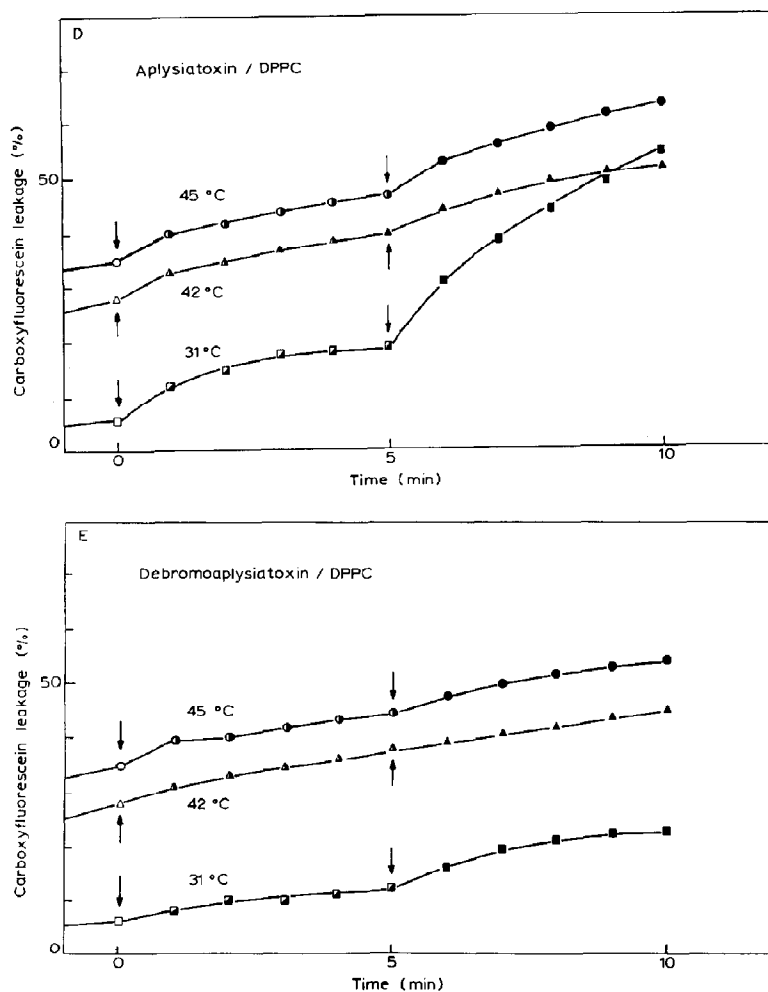 D
Aplysiatoxin / DPPC
Carboxyfluorescein leakage (%)
50
0
45 °C
42 °C
31 °C
0
5
10
Time (min)
E
Debromoaplysiatoxin / DPPC
Carboxyfluorescein leakage (%)
50
0
45 °C
42 °C
31 °C
0
5
10
Time (min)